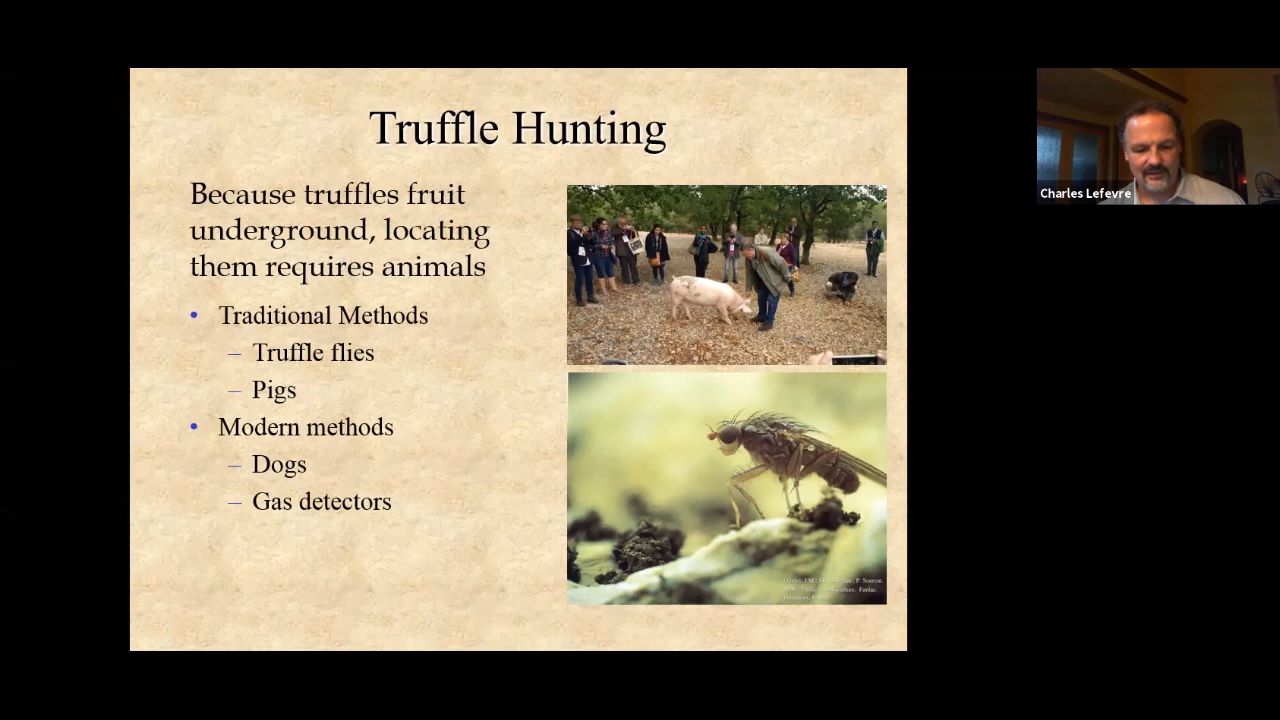 Truffle Hunting
Because truffles fruit
underground, locating
them requires animals
• Traditional Methods
– Truffle flies
– Pigs
• Modern methods
– Dogs
– Gas detectors
Charles Lefevre